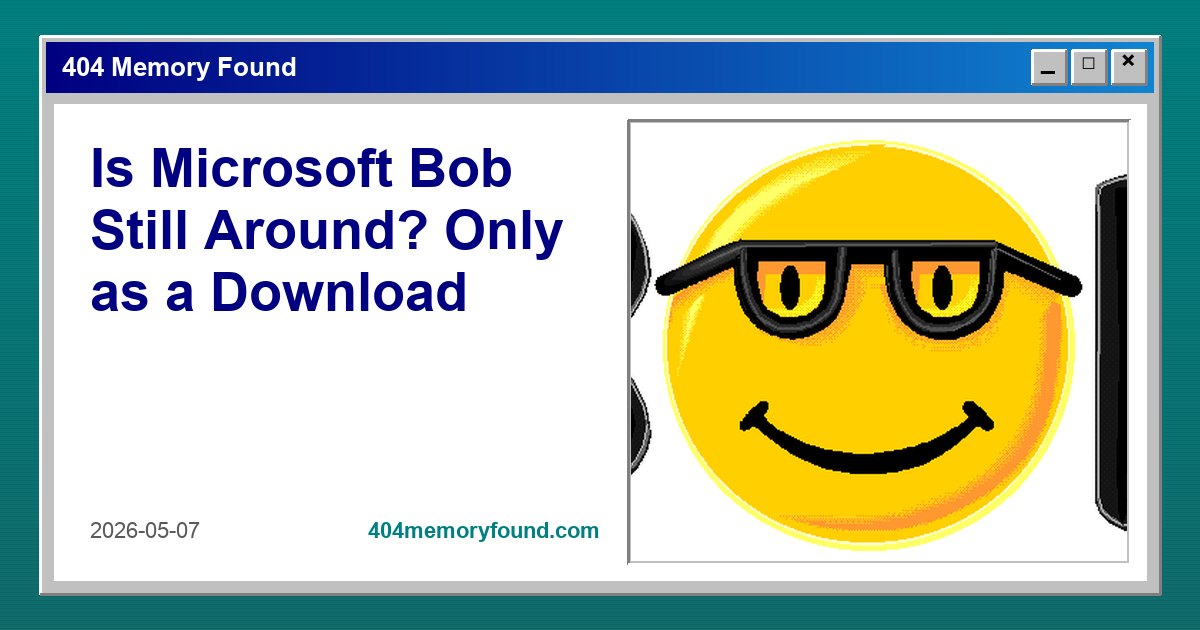 404 Memory Found
Is Microsoft Bob
Still Around? Only
as a Download
2026-05-07
404memoryfound.com